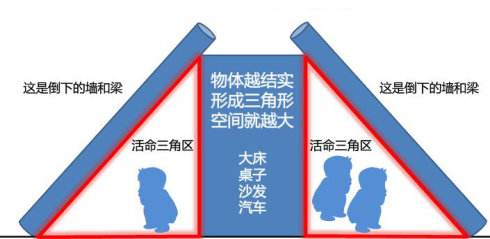 物体越结实
形成三角形
空间就越大
这是倒下的墙和梁
这是倒下的墙和梁
活命三角区
活命三角区
大床
桌子
沙发
汽车